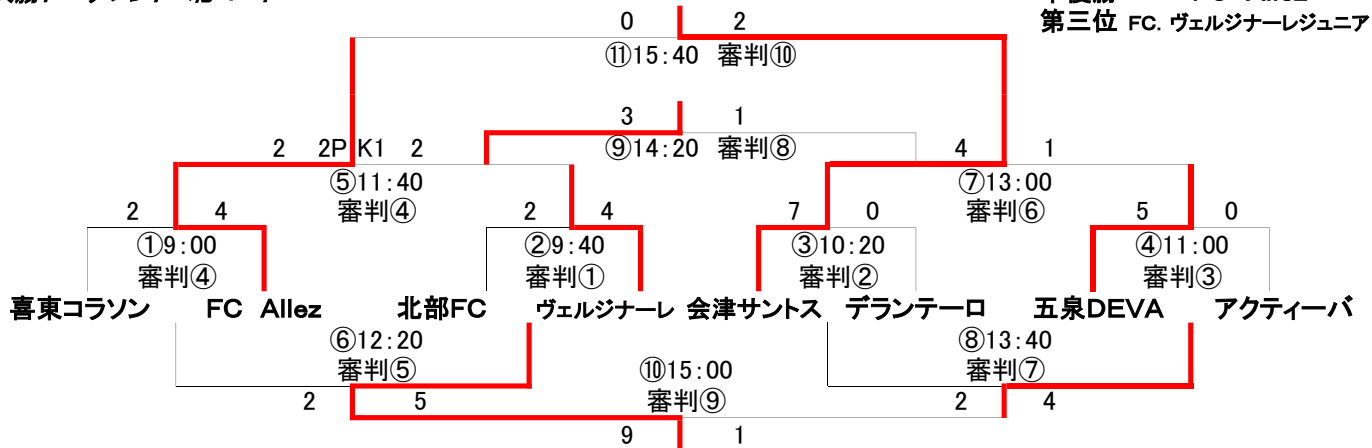 0 2
⑪15:40 審判⑩
第三位 FC. ヴェルジナーレジュニア
3 1
⑨14:20 審判⑧
2 2P K1 2
⑤11:40
審判④
4 1
⑦13:00
審判⑥
2 4
①9:00
審判④
2 4
②9:40
審判①
7 0
③10:20
審判②
5 0
④11:00
審判③
喜東コラソン FC Allez 北部FC ヴェルジナーレ 会津サントス デランテーロ 五泉DEVA アクティーバ
⑥12:20
審判⑤
2 5
⑩15:00
審判⑨
⑧13:40
審判⑦
2 4
9 1